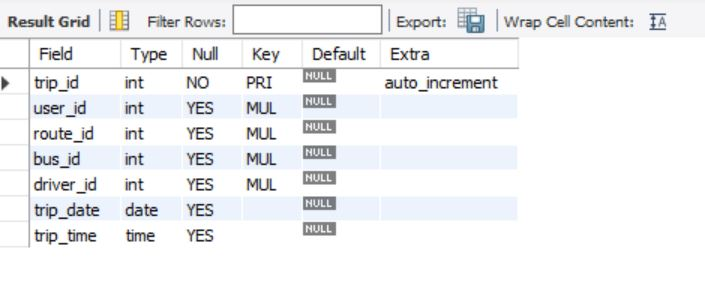 Result Grid Filter Rows: Export: Wrap Cell Content: IA
Field Type Null Key Default Extra
trip_id int NO PRI NULL auto_increment
user_id int YES MUL NULL
route_id int YES MUL NULL
bus_id int YES MUL NULL
driver_id int YES MUL NULL
trip_date date YES NULL
trip_time time YES NULL